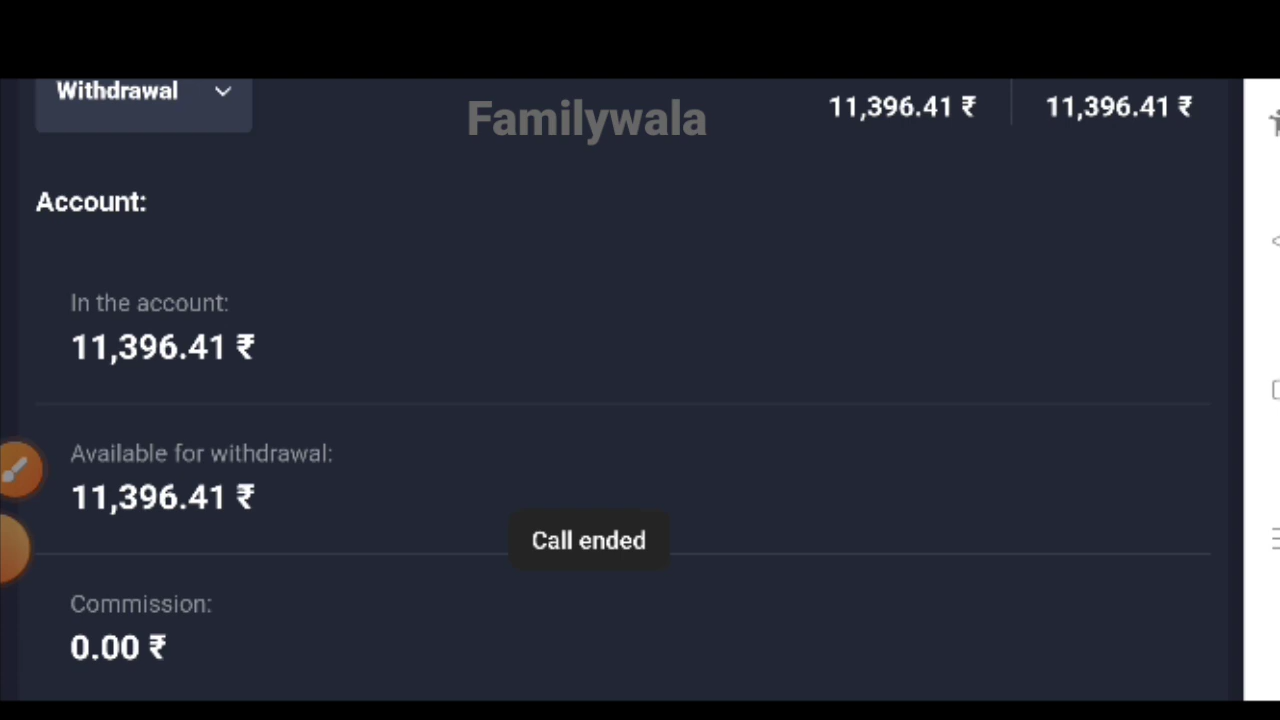 Withdrawal
Familywala
11,396.41 ₹
11,396.41 ₹
Account:
In the account:
11,396.41 ₹
Available for withdrawal:
11,396.41 ₹
Call ended
Commission:
0.00 ₹